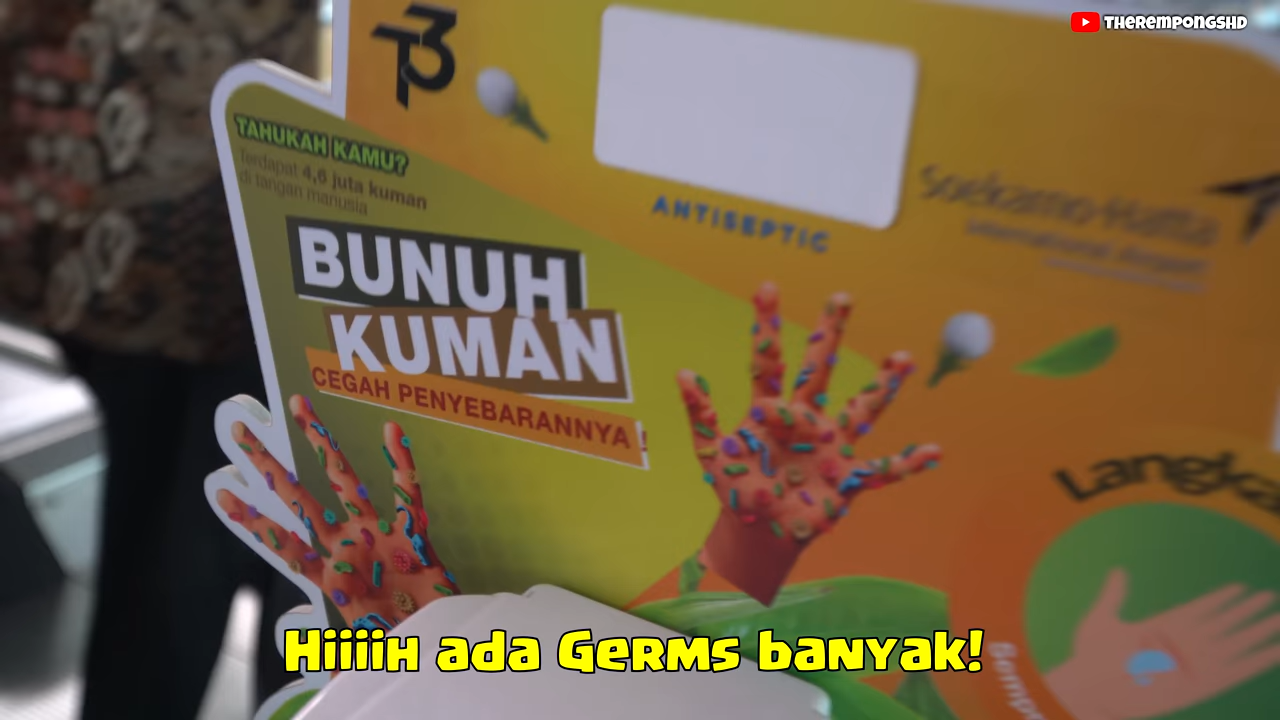 THEREMPONGSHD
T3
TAHUKAH KAMU?
Terdapat 4,6 juta kuman
di tangan manusia
BUNUH
KUMAN
CEGAH PENYEBARANNYA!
ANTISEPTIC
Soekarno-Hatta
International Airport
Hiiiih ada Germs banyak!